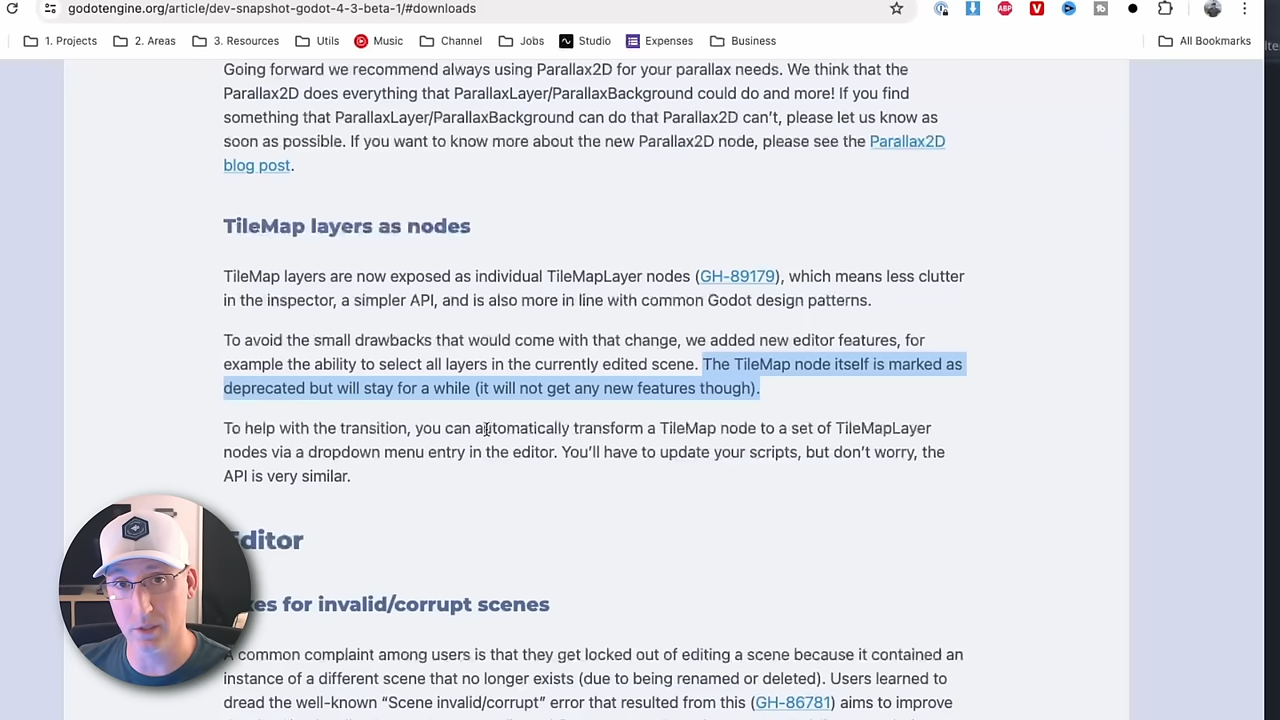 godotengine.org/article/dev-snapshot-godot-4-3-beta-1/#downloads
ABP
1. Projects
2. Areas
3. Resources
Utils
Music
Channel
Jobs
Studio
Expenses
Business
All Bookmarks
Going forward we recommend always using Parallax2D for your parallax needs. We think that the
Parallax2D does everything that ParallaxLayer/ParallaxBackground could do and more! If you find
something that ParallaxLayer/ParallaxBackground can do that Parallax2D can't, please let us know as
soon as possible. If you want to know more about the new Parallax2D node, please see the Parallax2D
blog post.
TileMap layers as nodes
TileMap layers are now exposed as individual TileMapLayer nodes (GH-89179), which means less clutter
in the inspector, a simpler API, and is also more in line with common Godot design patterns.
To avoid the small drawbacks that would come with that change, we added new editor features, for
example the ability to select all layers in the currently edited scene. The TileMap node itself is marked as
deprecated but will stay for a while (it will not get any new features though).
To help with the transition, you can automatically transform a TileMap node to a set of TileMapLayer
nodes via a dropdown menu entry in the editor. You'll have to update your scripts, but don't worry, the
API is very similar.
ditor
es for invalid/corrupt scenes
A common complaint among users is that they get locked out of editing a scene because it contained an
instance of a different scene that no longer exists (due to being renamed or deleted). Users learned to
dread the well-known “Scene invalid/corrupt” error that resulted from this (GH-86781) aims to improve